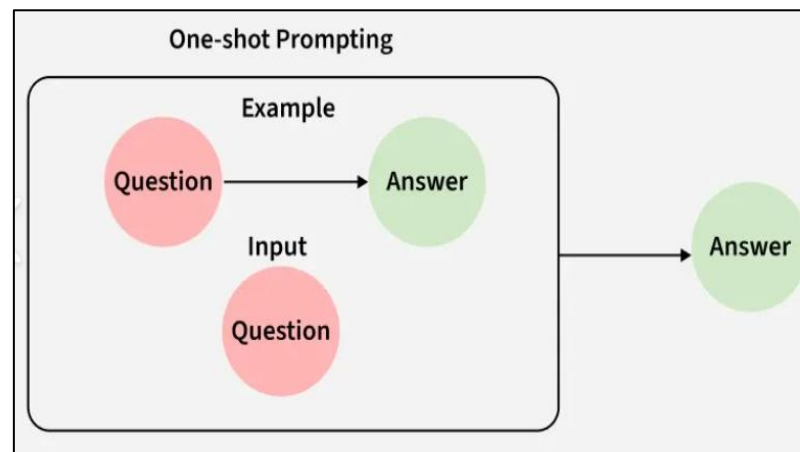 One-shot Prompting
Example
Question
Answer
Input
Question
Answer